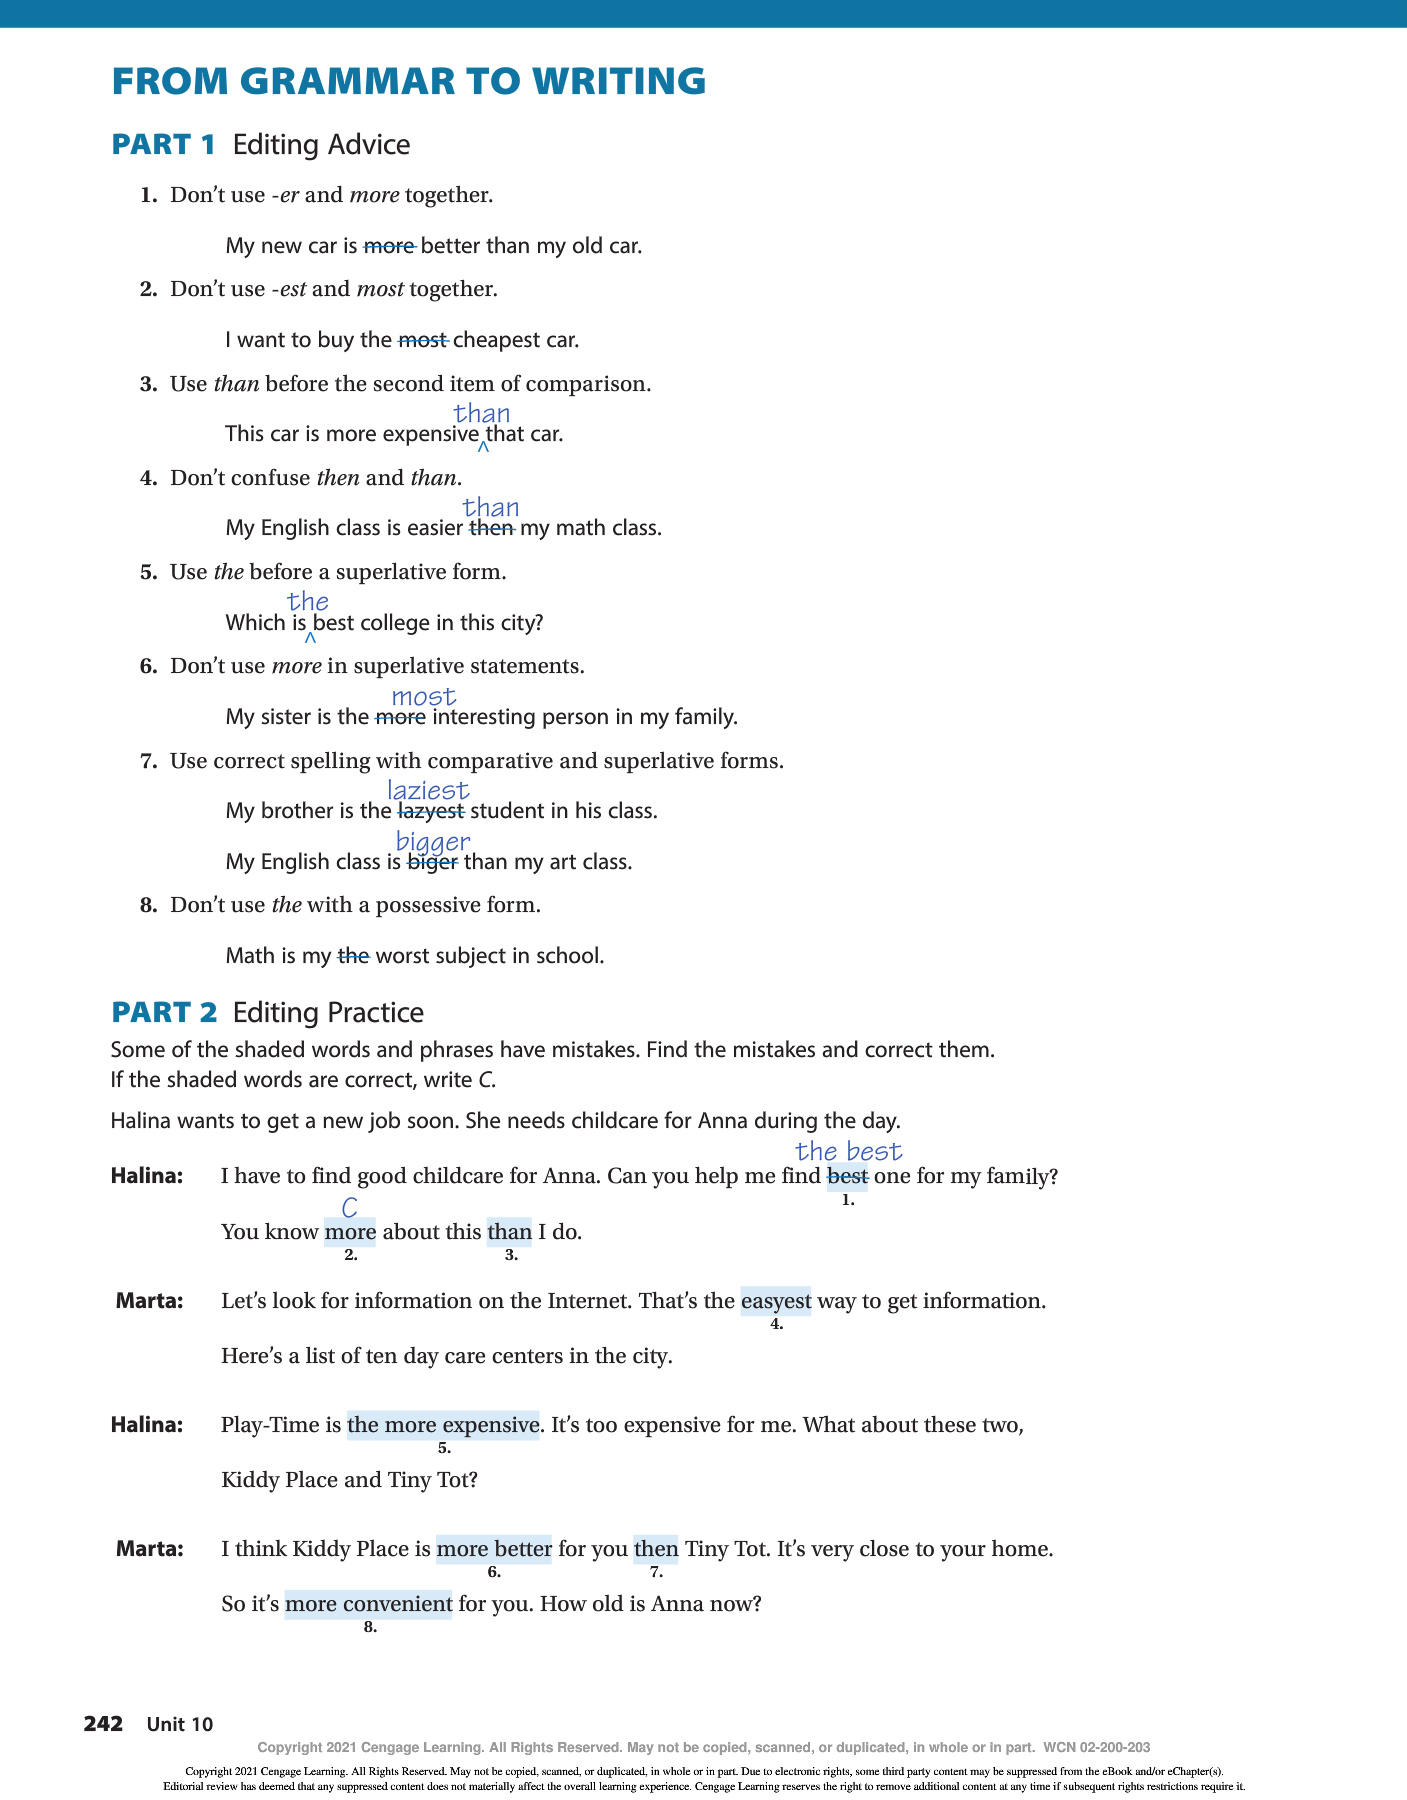 FROM GRAMMAR TO WRITING
PART 1 Editing Advice
1. Don't use -er and more together.
My new car is more better than my old car.
2. Don't use -est and most together.
I want to buy the most cheapest car.
3. Use than before the second item of comparison.
than
This car is more expensive ^ that car.
4. Don't confuse then and than.
than
My English class is easier then my math class.
5. Use the before a superlative form.
the
Which is ^ best college in this city?
6. Don't use more in superlative statements.
most
My sister is the more interesting person in my family.
7. Use correct spelling with comparative and superlative forms.
laziest
My brother is the lazyest student in his class.
bigger
My English class is biger than my art class.
8. Don't use the with a possessive form.
Math is my the worst subject in school.
PART 2 Editing Practice
Some of the shaded words and phrases have mistakes. Find the mistakes and correct them.
If the shaded words are correct, write C.
Halina wants to get a new job soon. She needs childcare for Anna during the day.
the best
Halina: I have to find good childcare for Anna. Can you help me find best one for my family?
1.
C
You know more about this than I do.
2. 3.
Marta: Let's look for information on the Internet. That's the easyest way to get information.
4.
Here's a list of ten day care centers in the city.
Halina: Play-Time is the more expensive. It's too expensive for me. What about these two,
5.
Kiddy Place and Tiny Tot?
Marta: I think Kiddy Place is more better for you then Tiny Tot. It's very close to your home.
6. 7.
So it's more convenient for you. How old is Anna now?
8.
242 Unit 10
Copyright 2021 Cengage Learning. All Rights Reserved. May not be copied, scanned, or duplicated, in whole or in part. WCN 02-200-203
Copyright 2021 Cengage Learning. All Rights Reserved. May not be copied, scanned, or duplicated, in whole or in part. Due to electronic rights, some third party content may be suppressed from the eBook and/or eChapter(s).
Editorial review has deemed that any suppressed content does not materially affect the overall learning experience. Cengage Learning reserves the right to remove additional content at any time if subsequent rights restrictions require it.